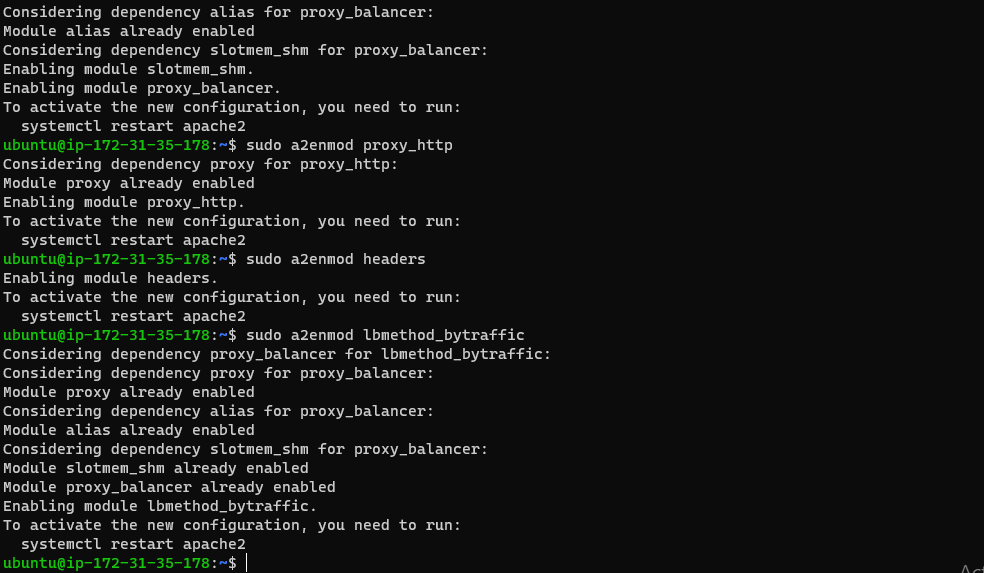 Considering dependency alias for proxy_balancer:
Module alias already enabled
Considering dependency slotmem_shm for proxy_balancer:
Enabling module slotmem_shm.
Enabling module proxy_balancer.
To activate the new configuration, you need to run:
  systemctl restart apache2
ubuntu@ip-172-31-35-178:~$ sudo a2enmod proxy_http
Considering dependency proxy for proxy_http:
Module proxy already enabled
Enabling module proxy_http.
To activate the new configuration, you need to run:
  systemctl restart apache2
ubuntu@ip-172-31-35-178:~$ sudo a2enmod headers
Enabling module headers.
To activate the new configuration, you need to run:
  systemctl restart apache2
ubuntu@ip-172-31-35-178:~$ sudo a2enmod lbmethod_bytraffic
Considering dependency proxy_balancer for lbmethod_bytraffic:
Considering dependency proxy for proxy_balancer:
Module proxy already enabled
Considering dependency alias for proxy_balancer:
Module alias already enabled
Considering dependency slotmem_shm for proxy_balancer:
Module slotmem_shm already enabled
Module proxy_balancer already enabled
Enabling module lbmethod_bytraffic.
To activate the new configuration, you need to run:
  systemctl restart apache2
ubuntu@ip-172-31-35-178:~$